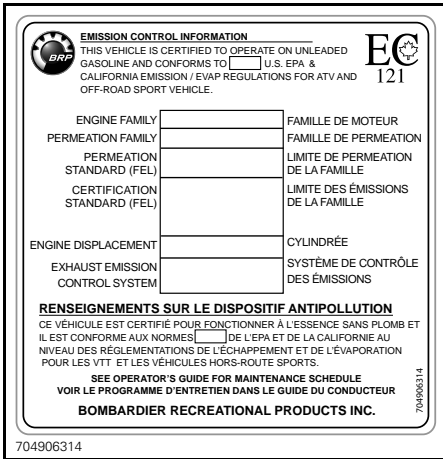 BRP
EMISSION CONTROL INFORMATION
THIS VEHICLE IS CERTIFIED TO OPERATE ON UNLEADED
GASOLINE AND CONFORMS TO U.S. EPA &
CALIFORNIA EMISSION / EVAP REGULATIONS FOR ATV AND
OFF-ROAD SPORT VEHICLE.
EC
121
ENGINE FAMILY FAMILLE DE MOTEUR
PERMEATION FAMILY FAMILLE DE PERMEATION
PERMEATION LIMITE DE PERMEATION
STANDARD (FEL) DE LA FAMILLE
CERTIFICATION LIMITE DES ÉMISSIONS
STANDARD (FEL) DE LA FAMILLE
ENGINE DISPLACEMENT CYLINDRÉE
EXHAUST EMISSION SYSTÈME DE CONTRÔLE
CONTROL SYSTEM DES ÉMISSIONS
RENSEIGNEMENTS SUR LE DISPOSITIF ANTIPOLLUTION
CE VÉHICULE EST CERTIFIÉ POUR FONCTIONNER À L'ESSENCE SANS PLOMB ET
IL EST CONFORME AUX NORMES DE L'EPA ET DE LA CALIFORNIE AU
NIVEAU DES RÉGLEMENTATIONS DE L'ÉCHAPPEMENT ET DE L'ÉVAPORATION
POUR LES VTT ET LES VÉHICULES HORS-ROUTE SPORTS.
SEE OPERATOR'S GUIDE FOR MAINTENANCE SCHEDULE
VOIR LE PROGRAMME D'ENTRETIEN DANS LE GUIDE DU CONDUCTEUR
BOMBARDIER RECREATIONAL PRODUCTS INC.
704906314
704906314